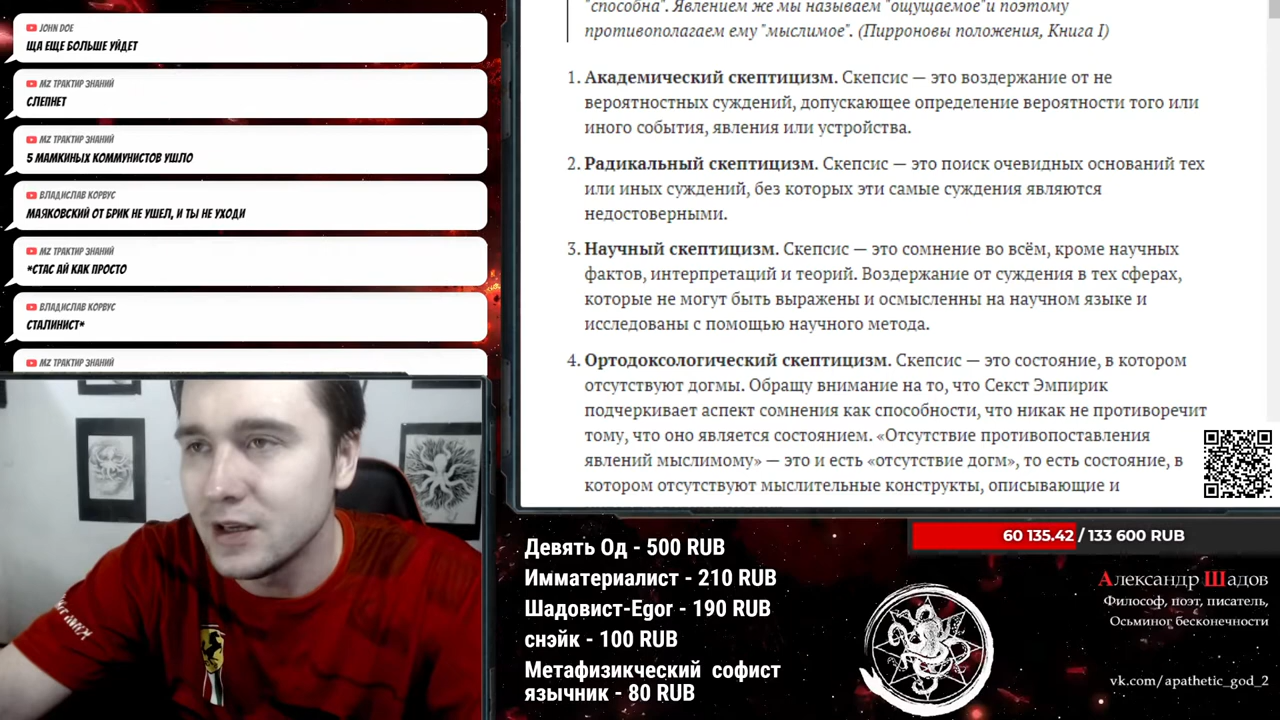 JOHN DOE
ЩА ЕЩЕ БОЛЬШЕ УЙДЕТ
MZ ТРАКТИР ЗНАНИЙ
СЛЕПНЕТ
MZ ТРАКТИР ЗНАНИЙ
5 МАМКИНЫХ КОММУНИСТОВ УШЛО
ВЛАДИСЛАВ КОРВУС
МАЯКОВСКИЙ ОТ БРИК НЕ УШЕЛ, И ТЫ НЕ УХОДИ
MZ ТРАКТИР ЗНАНИЙ
*СТАС АЙ КАК ПРОСТО
ВЛАДИСЛАВ КОРВУС
СТАЛИНИСТ*
MZ ТРАКТИР ЗНАНИЙ
"способна". Явлением же мы называем "ощущаемое"и поэтому
противополагаем ему "мыслимое". (Пирроновы положения, Книга I)
1. Академический скептицизм. Скепсис — это воздержание от не
вероятностных суждений, допускающее определение вероятности того или
иного события, явления или устройства.
2. Радикальный скептицизм. Скепсис — это поиск очевидных оснований тех
или иных суждений, без которых эти самые суждения являются
недостоверными.
3. Научный скептицизм. Скепсис — это сомнение во всём, кроме научных
фактов, интерпретаций и теорий. Воздержание от суждения в тех сферах,
которые не могут быть выражены и осмысленны на научном языке и
исследованы с помощью научного метода.
4. Ортодоксологический скептицизм. Скепсис — это состояние, в котором
отсутствуют догмы. Обращу внимание на то, что Секст Эмпирик
подчеркивает аспект сомнения как способности, что никак не противоречит
тому, что оно является состоянием. «Отсутствие противопоставления
явлений мыслимому» — это и есть «отсутствие догм», то есть состояние, в
котором отсутствуют мыслительные конструкты, описывающие и
60 135.42 / 133 600 RUB
Девять Од - 500 RUB
Имматериалист - 210 RUB
Шадовист-Egor - 190 RUB
снэйк - 100 RUB
Метафизикческий софист
язычник - 80 RUB
Александр Шадов
Философ, поэт, писатель,
Осьминог бесконечности
vk.com/apathetic_god_2